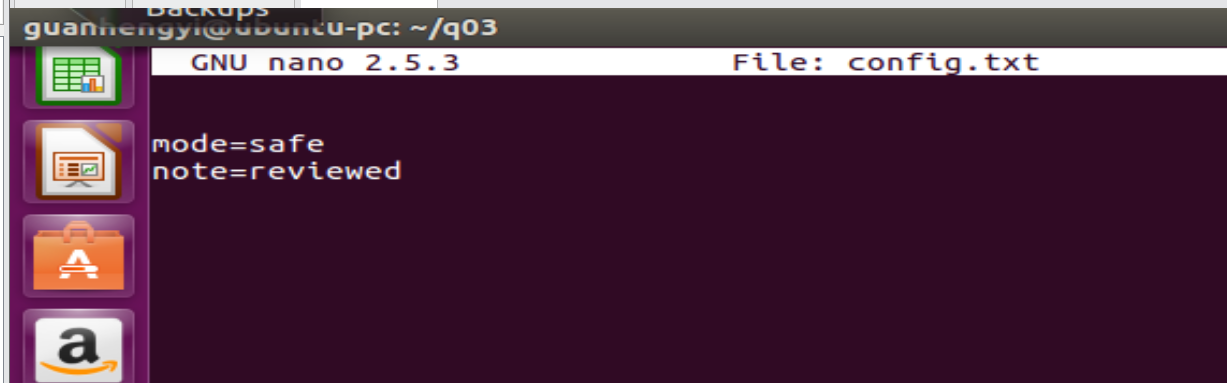 Backups
guanhengyi@ubuntu-pc: ~/q03
GNU nano 2.5.3 File: config.txt
mode=safe
note=reviewed